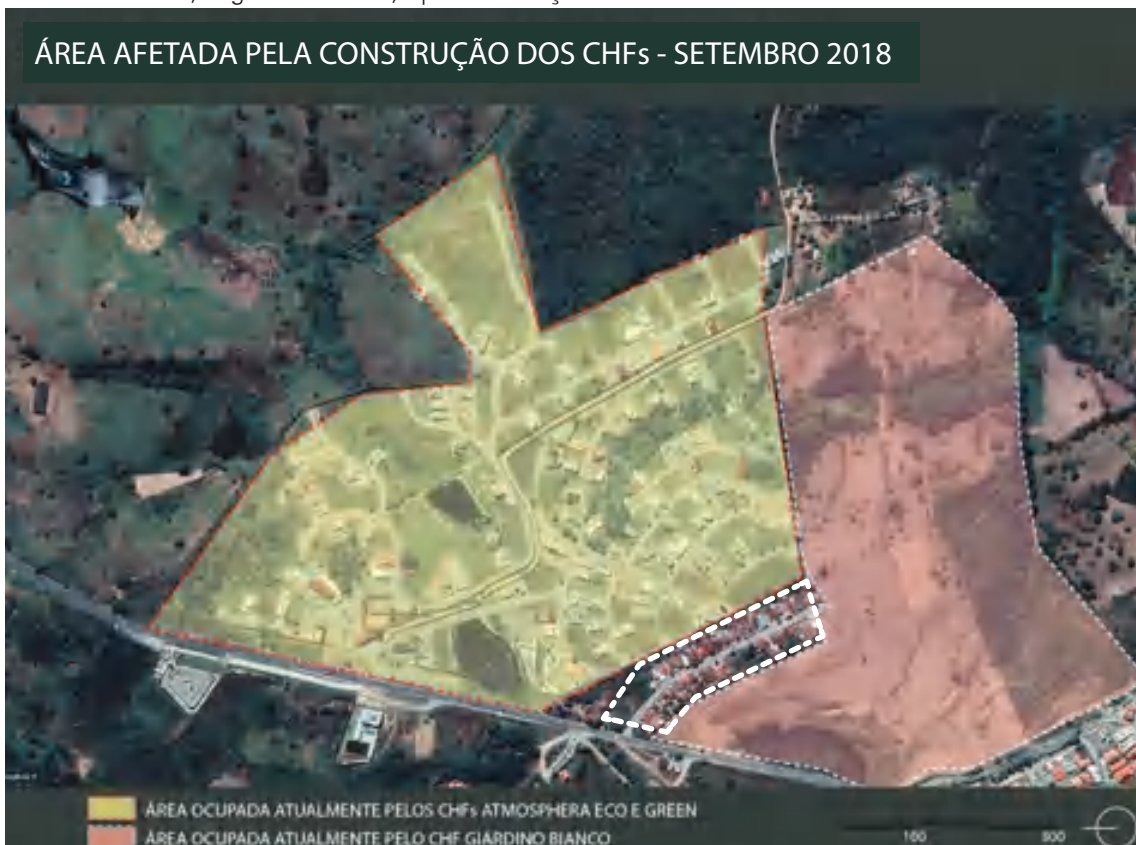 ÁREA AFETADA PELA CONSTRUÇÃO DOS CHFs - SETEMBRO 2018
ÁREA OCUPADA ATUALMENTE PELOS CHFs ATMOSPHERA ECO E GREEN
ÁREA OCUPADA ATUALMENTE PELO CHF GIARDINO BIANCO